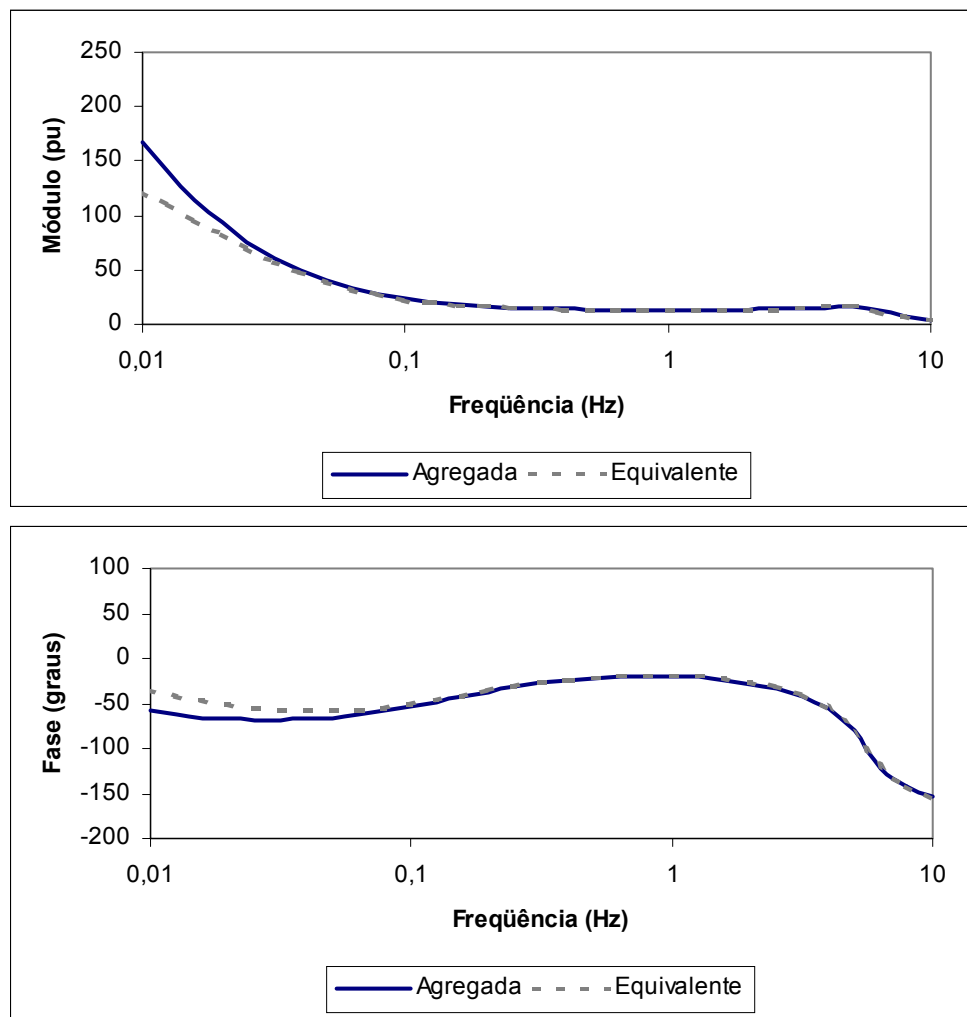 250
200
150
100
50
0
Módulo (pu)
0,01 0,1 1 10
Freqüência (Hz)
Agregada Equivalente
100
50
0
-50
-100
-150
-200
Fase (graus)
0,01 0,1 1 10
Freqüência (Hz)
Agregada Equivalente